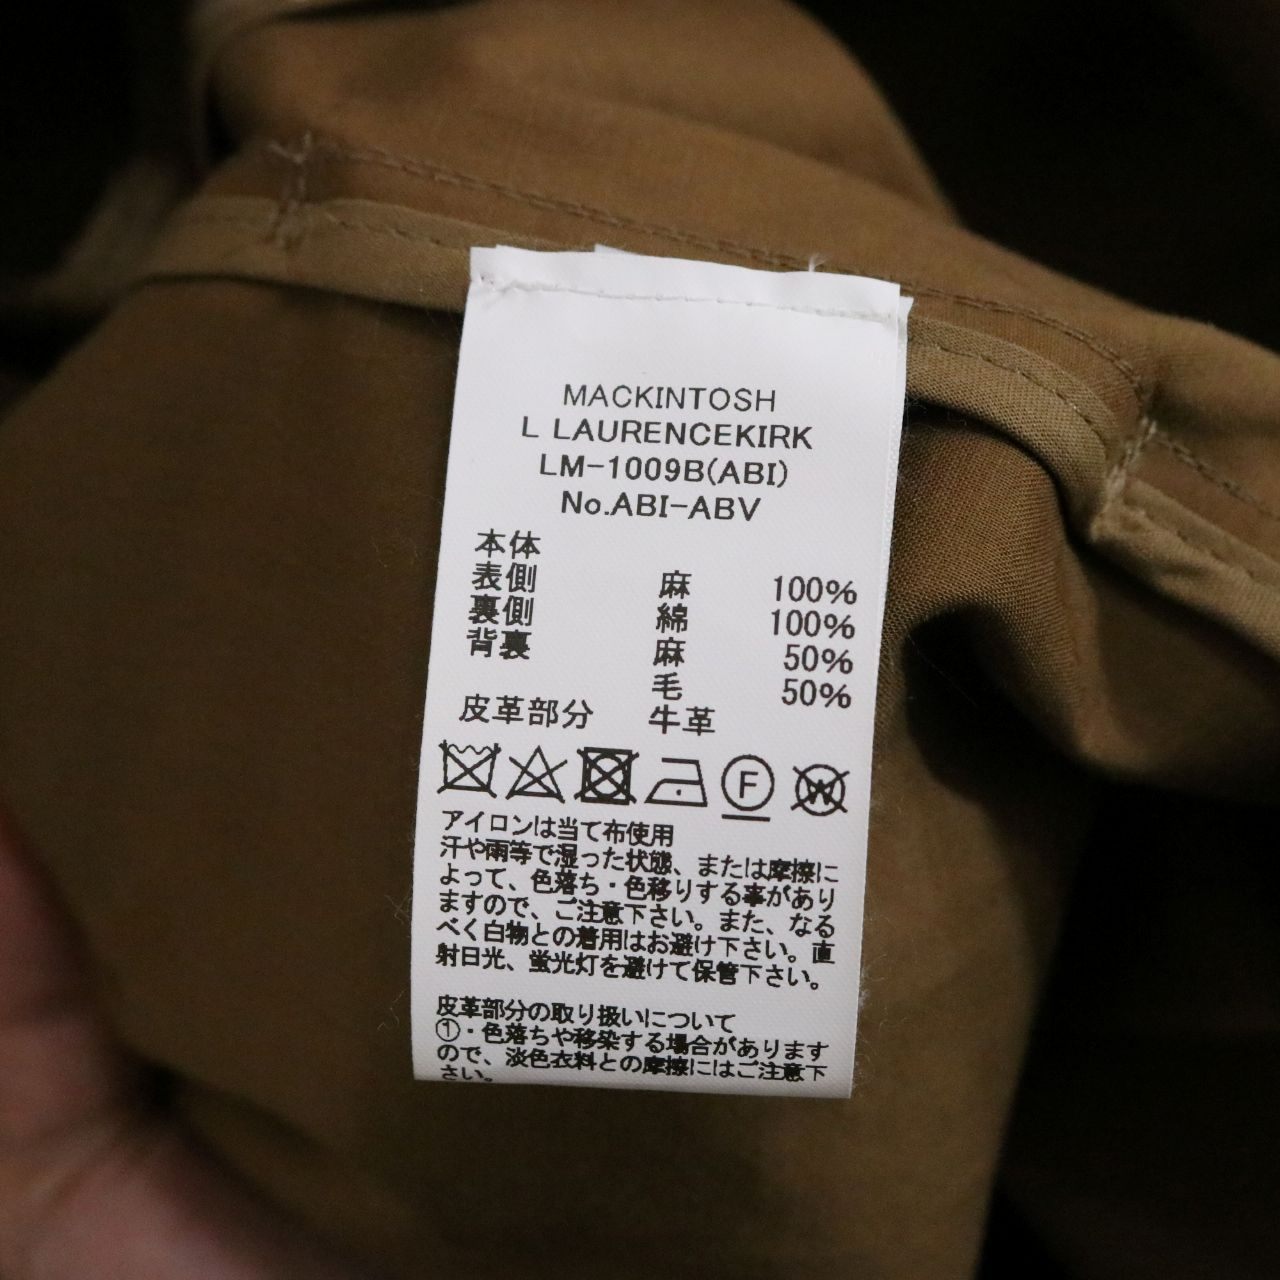 MACKINTOSH
L LAURENCEKIRK
LM-1009B(ABI)
No.ABI-ABV
本体
表側 麻 100%
裏側 綿 100%
背裏 麻 50%
毛 50%
皮革部分 牛革
F W
アイロンは当て布使用
汗や雨等で湿った状態、または摩擦に
よって、色落ち・色移りする事があり
ますので、ご注意下さい。また、なる
べく白物との着用はお避け下さい。直
射日光、蛍光灯を避けて保管下さい。
皮革部分の取り扱いについて
①・色落ちや移染する場合があります
ので、淡色衣料との摩擦にはご注意下
さい。